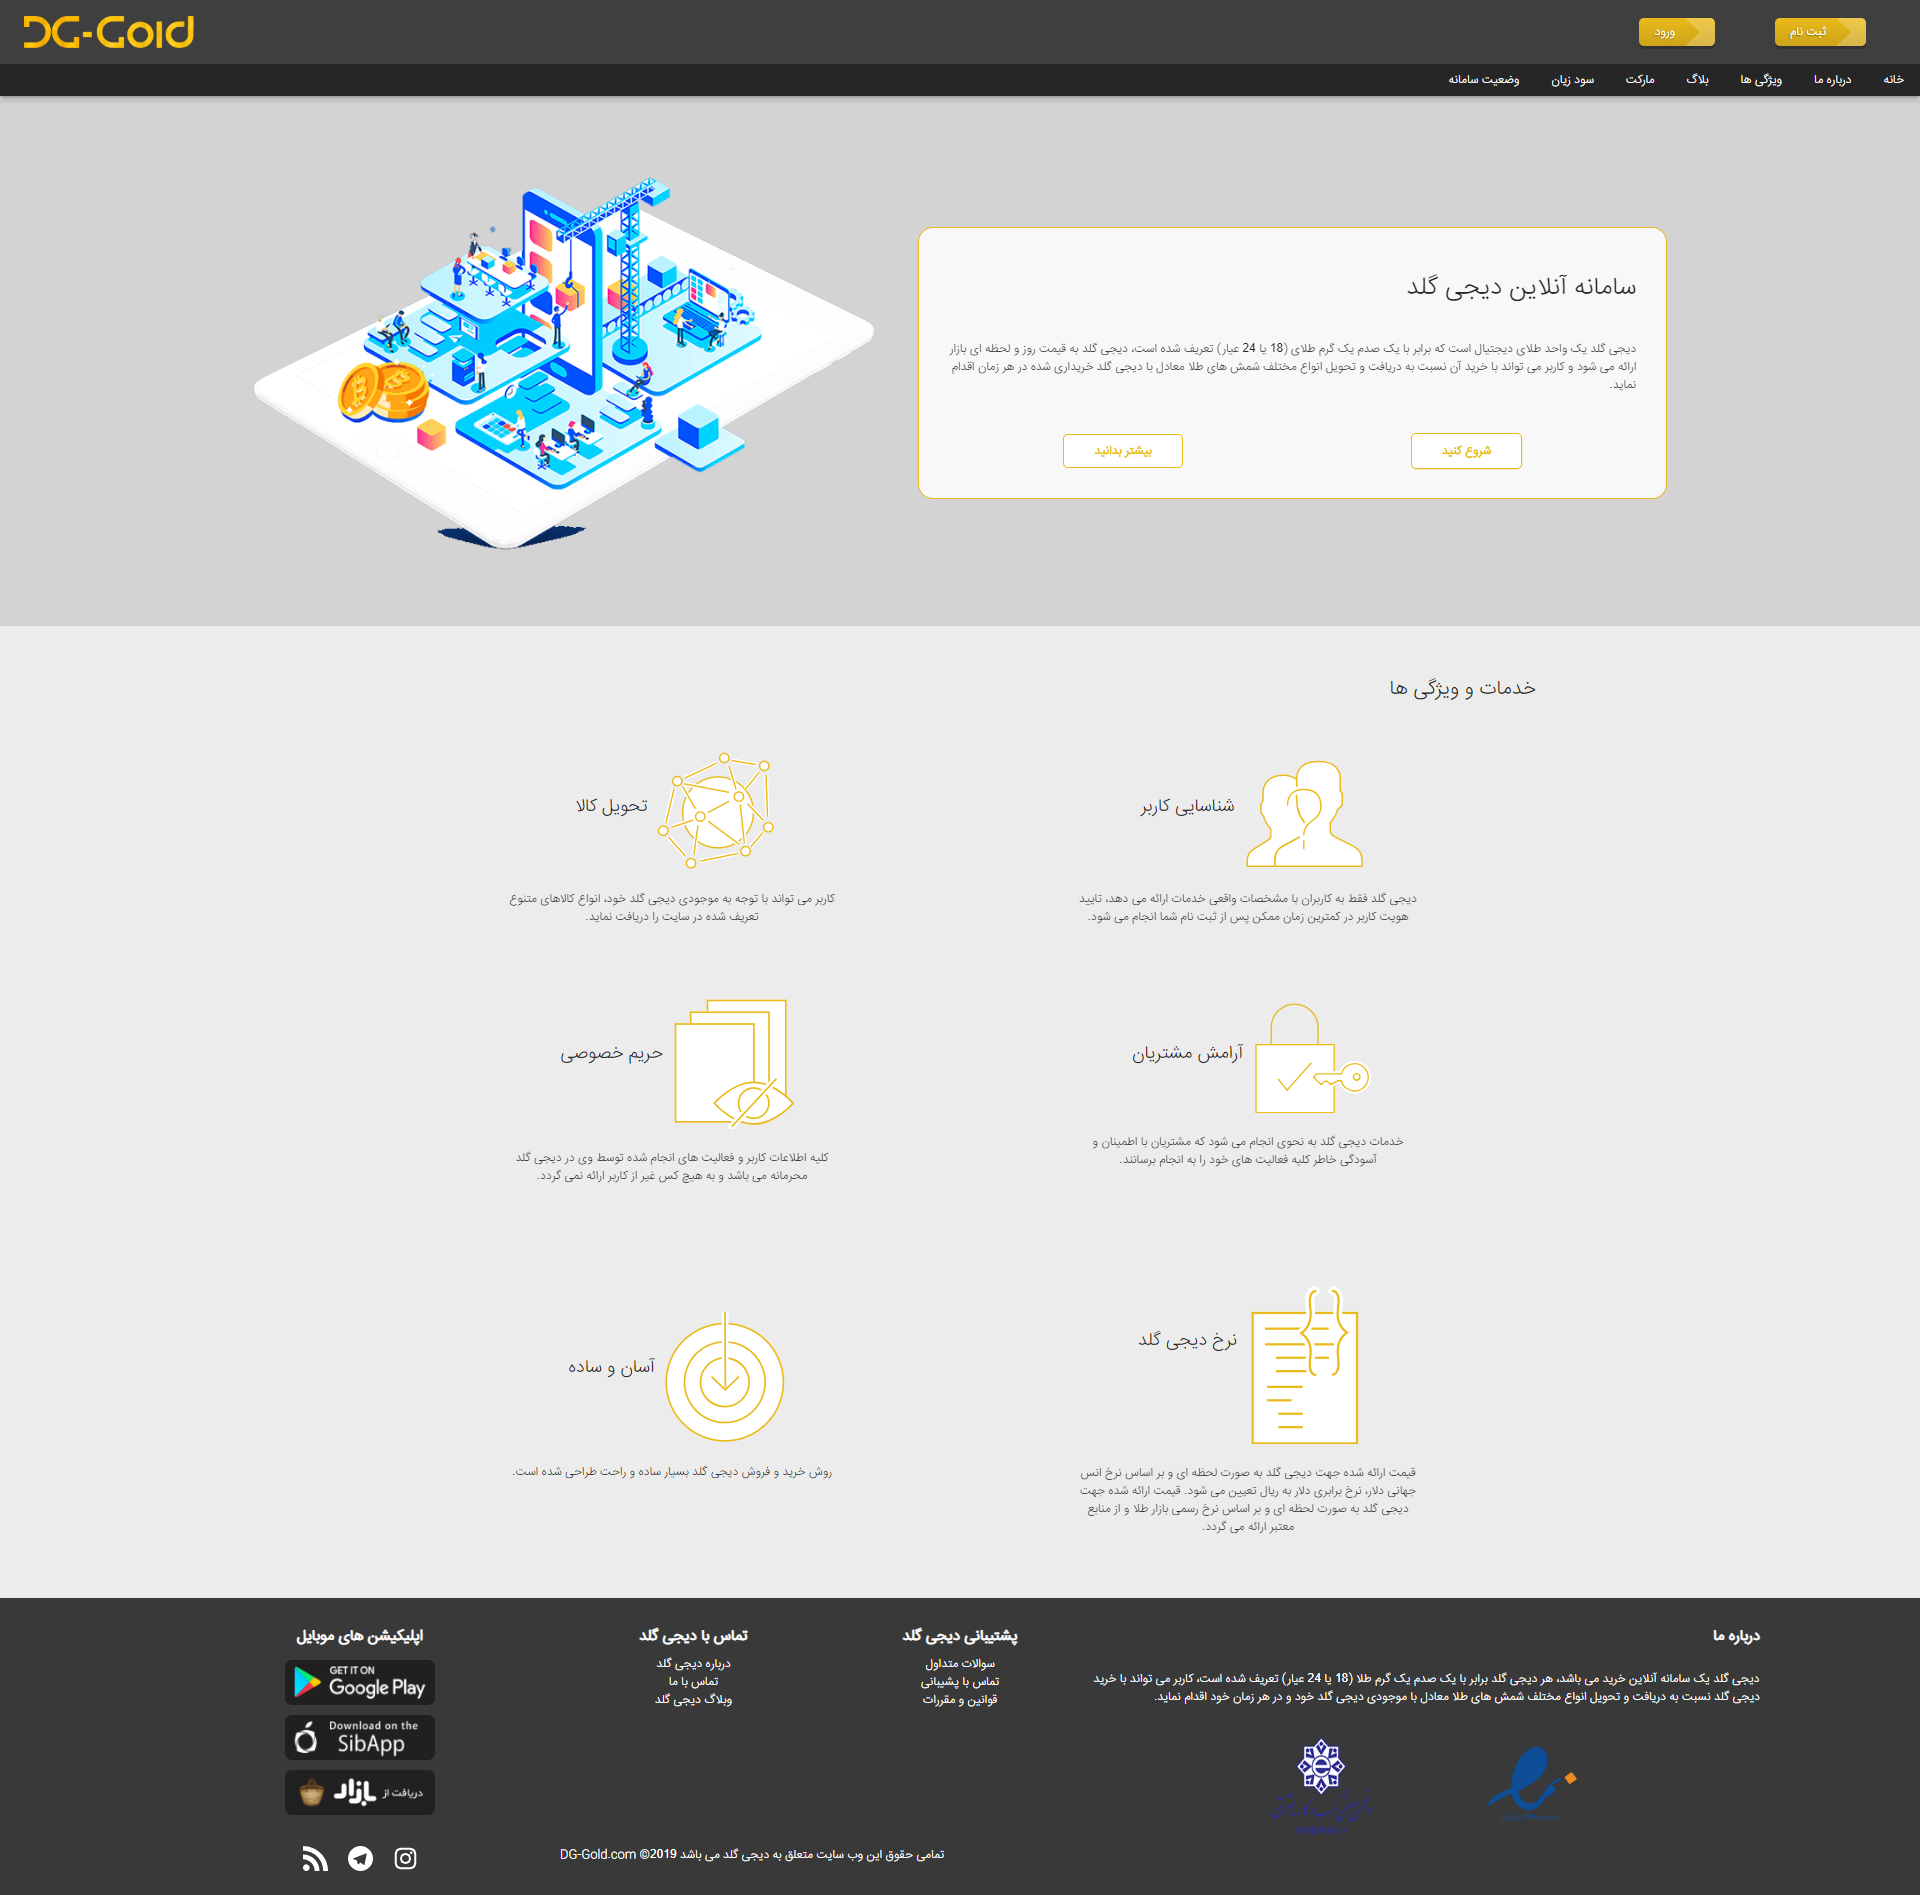 DG-Gold
ثبت نام
ورود
خانه
درباره ما
ویژگی ها
بلاگ
مارکت
سود زیان
وضعیت سامانه
سامانه آنلاین دیجی گلد
دیجی گلد یک واحد طلای دیجتیال است که برابر با یک صدم یک گرم طلای (18 یا 24 عیار) تعریف شده است، دیجی گلد به قیمت روز و لحظه ای بازار
ارائه می شود و کاربر می تواند با خرید آن نسبت به دریافت و تحویل انواع مختلف شمش های طلا معادل با دیجی گلد خریداری شده در هر زمان اقدام
نماید.
شروع کنید
بیشتر بدانید
خدمات و ویژگی ها
شناسایی کاربر
دیجی گلد فقط به کاربران با مشخصات واقعی خدمات ارائه می دهد، تایید
هویت کاربر در کمترین زمان ممکن پس از ثبت نام شما انجام می شود.
تحویل کالا
کاربر می تواند با توجه به موجودی دیجی گلد خود، انواع کالاهای متنوع
تعریف شده در سایت را دریافت نماید.
آرامش مشتریان
خدمات دیجی گلد به نحوی انجام می شود که مشتریان با اطمینان و
آسودگی خاطر کلیه فعالیت های خود را به انجام برسانند.
حریم خصوصی
کلیه اطلاعات کاربر و فعالیت های انجام شده توسط وی در دیجی گلد
محرمانه می باشد و به هیچ کس غیر از کاربر ارائه نمی گردد.
نرخ دیجی گلد
قیمت ارائه شده جهت دیجی گلد به صورت لحظه ای و بر اساس نرخ انس
جهانی دلار، نرخ برابری دلار به ریال تعیین می شود. قیمت ارائه شده جهت
دیجی گلد به صورت لحظه ای و بر اساس نرخ رسمی بازار طلا و از منابع
معتبر ارائه می گردد.
آسان و ساده
روش خرید و فروش دیجی گلد بسیار ساده و راحت طراحی شده است.
درباره ما
دیجی گلد یک سامانه آنلاین خرید می باشد، هر دیجی گلد برابر با یک صدم یک گرم طلا (18 یا 24 عیار) تعریف شده است، کاربر می تواند با خرید
دیجی گلد نسبت به دریافت و تحویل انواع مختلف شمش های طلا معادل با موجودی دیجی گلد خود و در هر زمان خود اقدام نماید.
پشتیبانی دیجی گلد
سوالات متداول
تماس با پشیبانی
قوانین و مقررات
تماس با دیجی گلد
درباره دیجی گلد
تماس با ما
وبلاگ دیجی گلد
اپلیکیشن های موبایل
GET IT ON
Google Play
Download on the
SibApp
دریافت از بازار
تمامی حقوق این وب سایت متعلق به دیجی گلد می باشد DG-Gold.com ©2019